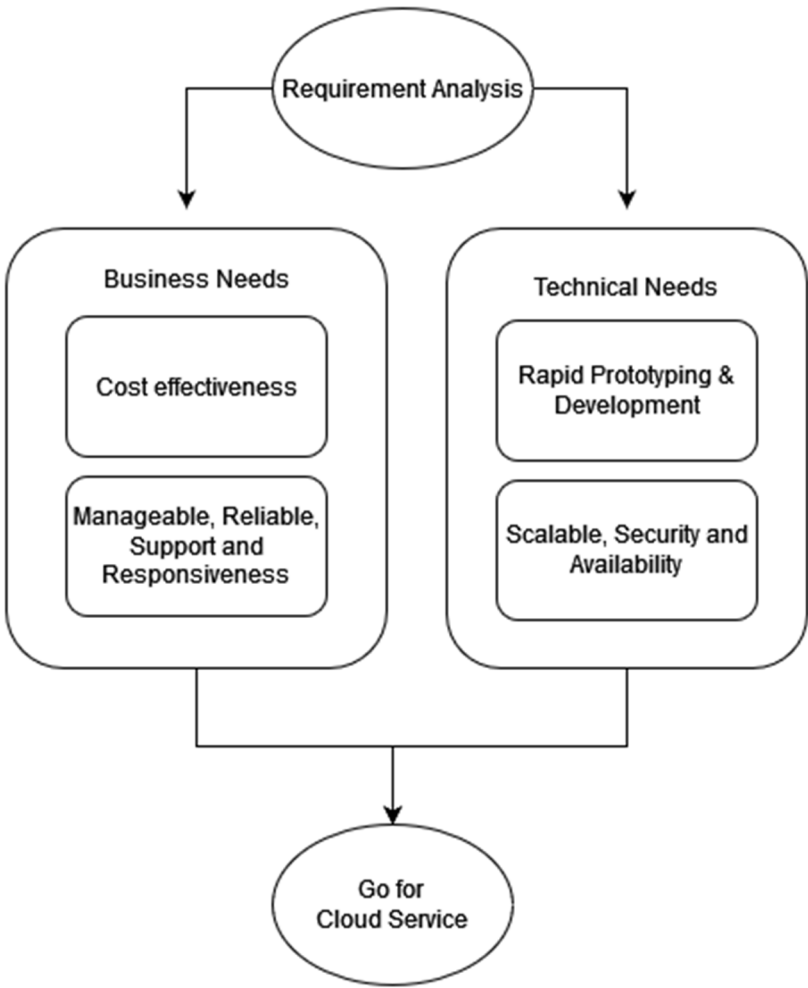 Requirement Analysis
Business Needs
Cost effectiveness
Manageable, Reliable,
Support and
Responsiveness
Technical Needs
Rapid Prototyping &
Development
Scalable, Security and
Availability
Go for
Cloud Service